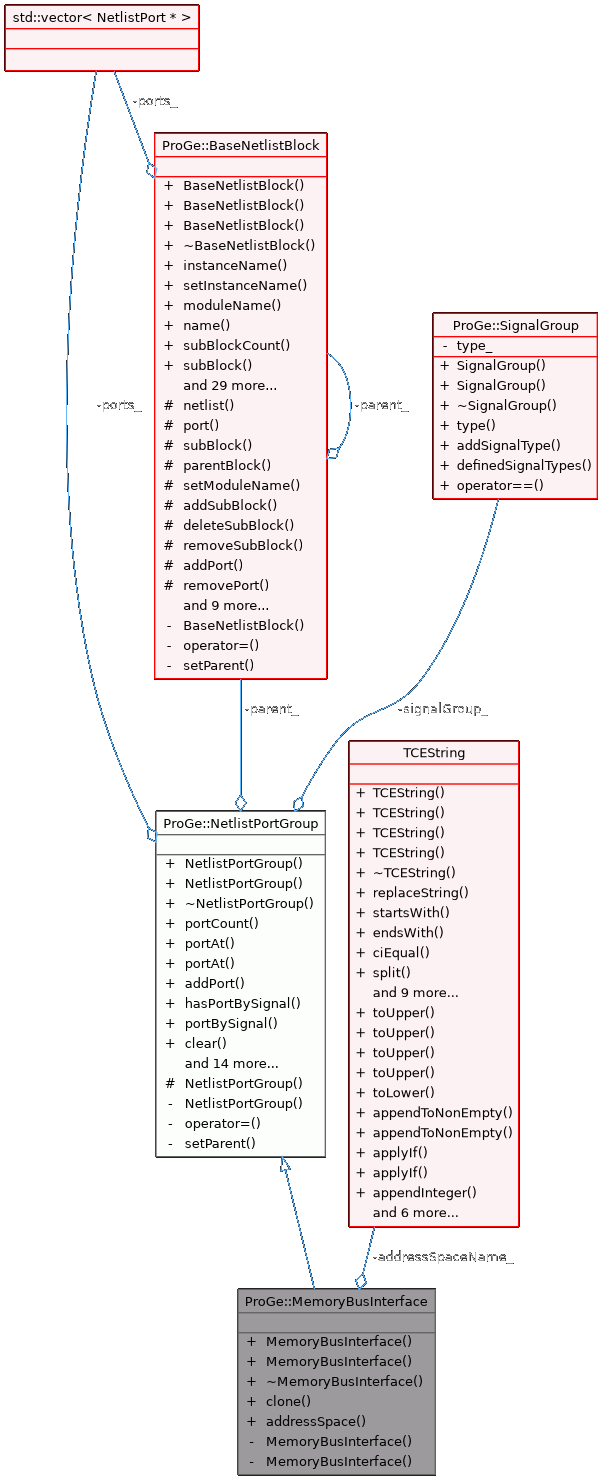 std::vector< NetlistPort * >
-ports_
ProGe::BaseNetlistBlock
+ BaseNetlistBlock()
+ BaseNetlistBlock()
+ BaseNetlistBlock()
+ ~BaseNetlistBlock()
+ instanceName()
+ setInstanceName()
+ moduleName()
+ name()
+ subBlockCount()
+ subBlock()
and 29 more...
# netlist()
# port()
# subBlock()
# parentBlock()
# setModuleName()
# addSubBlock()
# deleteSubBlock()
# removeSubBlock()
# addPort()
# removePort()
and 9 more...
- BaseNetlistBlock()
- operator=()
- setParent()
-ports_
-parent_
ProGe::SignalGroup
- type_
+ SignalGroup()
+ SignalGroup()
+ ~SignalGroup()
+ type()
+ addSignalType()
+ definedSignalTypes()
+ operator==()
-parent_
-signalGroup_
ProGe::NetlistPortGroup
+ NetlistPortGroup()
+ NetlistPortGroup()
+ ~NetlistPortGroup()
+ portCount()
+ portAt()
+ portAt()
+ addPort()
+ hasPortBySignal()
+ portBySignal()
+ clear()
and 14 more...
# NetlistPortGroup()
- NetlistPortGroup()
- operator=()
- setParent()
TCEString
+ TCEString()
+ TCEString()
+ TCEString()
+ TCEString()
+ ~TCEString()
+ replaceString()
+ startsWith()
+ endsWith()
+ ciEqual()
+ split()
and 9 more...
+ toUpper()
+ toUpper()
+ toUpper()
+ toUpper()
+ toLower()
+ appendToNonEmpty()
+ appendToNonEmpty()
+ applyIf()
+ applyIf()
+ appendInteger()
and 6 more...
-addressSpaceName_
ProGe::MemoryBusInterface
+ MemoryBusInterface()
+ MemoryBusInterface()
+ ~MemoryBusInterface()
+ clone()
+ addressSpace()
- MemoryBusInterface()
- MemoryBusInterface()